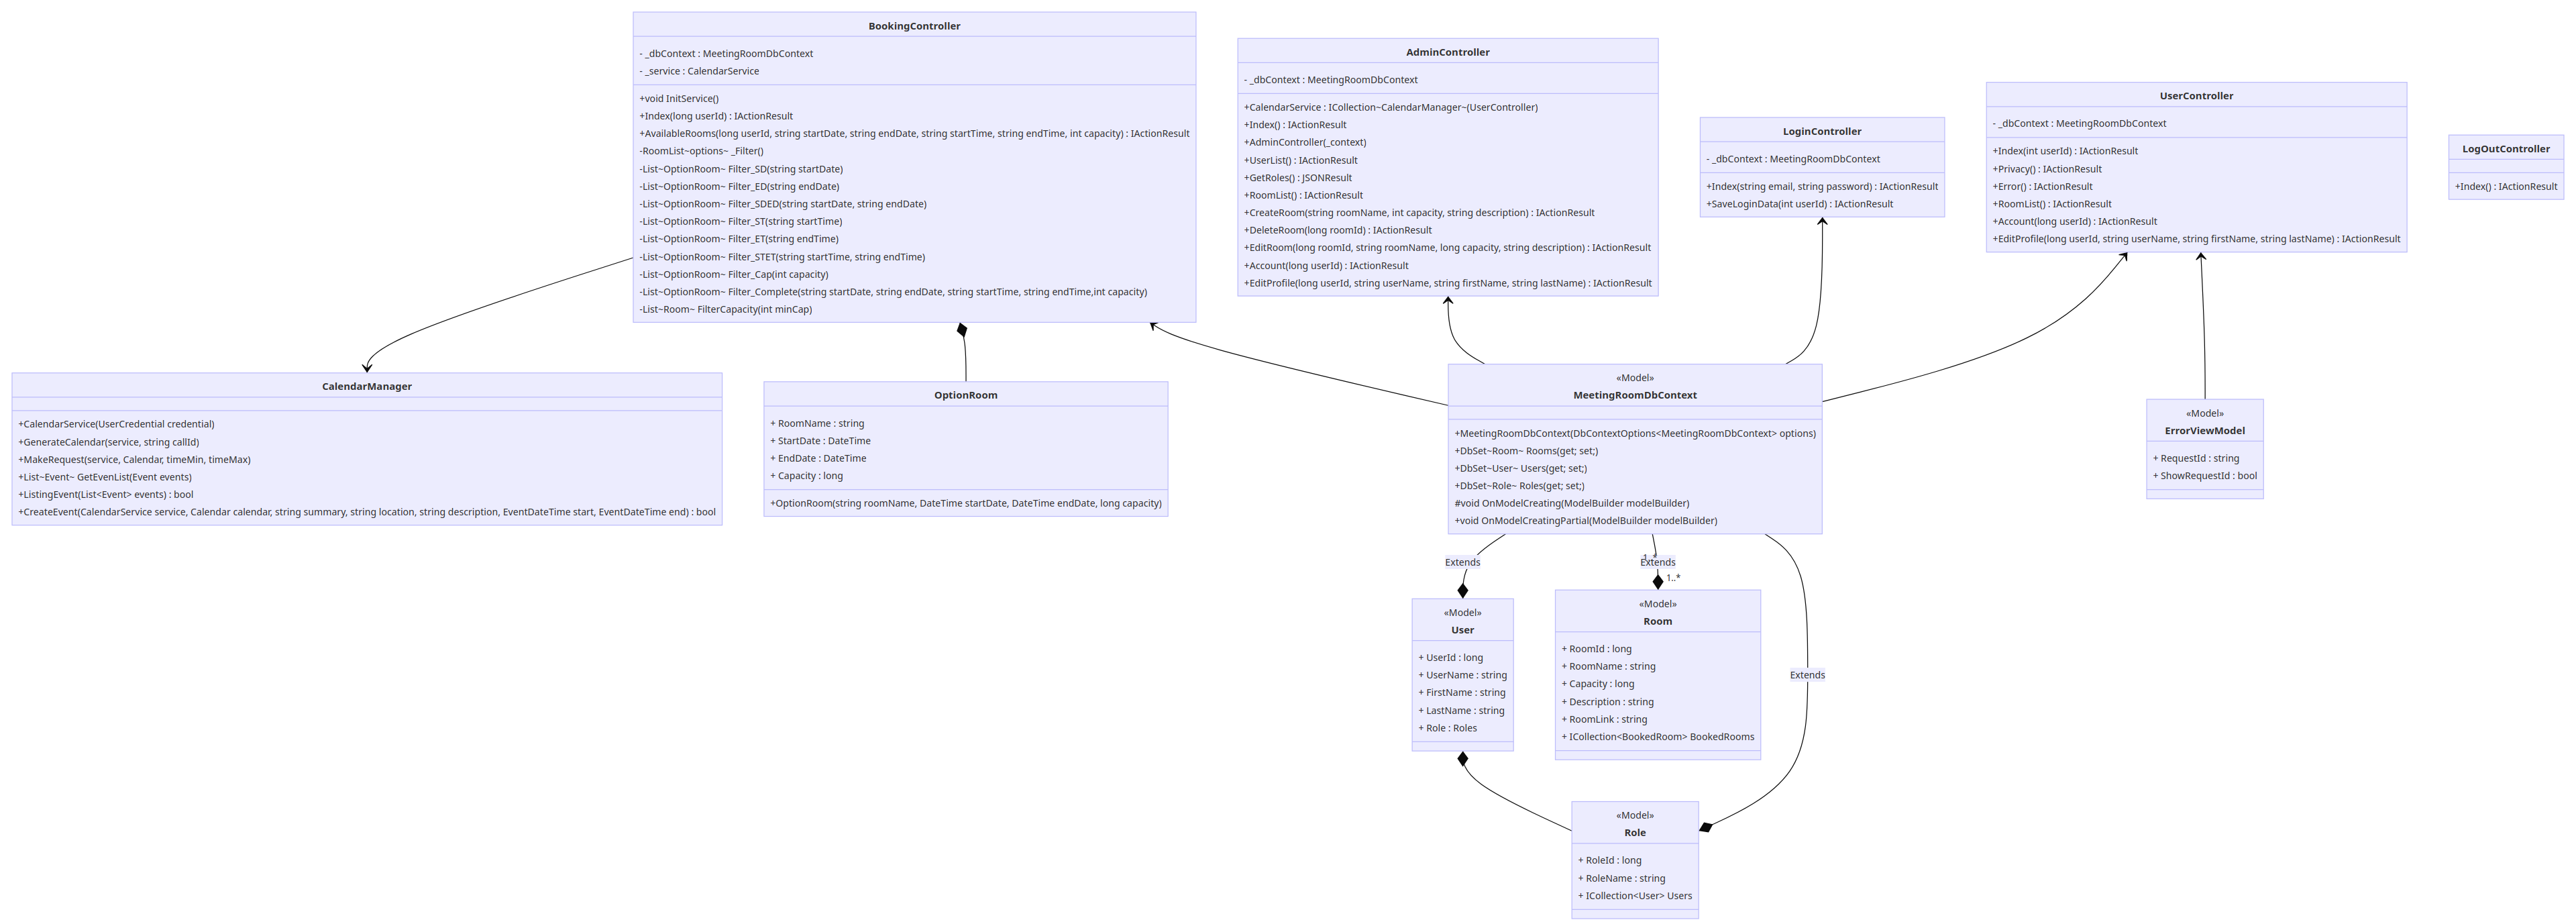 BookingController
- _dbContext : MeetingRoomDbContext
- _service : CalendarService
+void InitService()
+Index(long userId) : IActionResult
+AvailableRooms(long userId, string startDate, string endDate, string startTime, string endTime, int capacity) : IActionResult
-RoomList~options~ _Filter()
-List~OptionRoom~ Filter_SD(string startDate)
-List~OptionRoom~ Filter_ED(string endDate)
-List~OptionRoom~ Filter_SDED(string startDate, string endDate)
-List~OptionRoom~ Filter_ST(string startTime)
-List~OptionRoom~ Filter_ET(string endTime)
-List~OptionRoom~ Filter_STET(string startTime, string endTime)
-List~OptionRoom~ Filter_Cap(int capacity)
-List~OptionRoom~ Filter_Complete(string startDate, string endDate, string startTime, string endTime,int capacity)
-List~Room~ FilterCapacity(int minCap)
AdminController
- _dbContext : MeetingRoomDbContext
+CalendarService : ICollection~CalendarManager~(UserController)
+Index() : IActionResult
+AdminController(_context)
+UserList() : IActionResult
+GetRoles() : JSONResult
+RoomList() : IActionResult
+CreateRoom(string roomName, int capacity, string description) : IActionResult
+DeleteRoom(long roomId) : IActionResult
+EditRoom(long roomId, string roomName, long capacity, string description) : IActionResult
+Account(long userId) : IActionResult
+EditProfile(long userId, string userName, string firstName, string lastName) : IActionResult
LoginController
- _dbContext : MeetingRoomDbContext
+Index(string email, string password) : IActionResult
+SaveLoginData(int userId) : IActionResult
UserController
- _dbContext : MeetingRoomDbContext
+Index(int userId) : IActionResult
+Privacy() : IActionResult
+Error() : IActionResult
+RoomList() : IActionResult
+Account(long userId) : IActionResult
+EditProfile(long userId, string userName, string firstName, string lastName) : IActionResult
LogOutController
+Index() : IActionResult
CalendarManager
+CalendarService(UserCredential credential)
+GenerateCalendar(service, string callId)
+MakeRequest(service, Calendar, timeMin, timeMax)
+List~Event~ GetEvenList(Event events)
+ListingEvent(List<Event> events) : bool
+CreateEvent(CalendarService service, Calendar calendar, string summary, string location, string description, EventDateTime start, EventDateTime end) : bool
OptionRoom
+ RoomName : string
+ StartDate : DateTime
+ EndDate : DateTime
+ Capacity : long
+OptionRoom(string roomName, DateTime startDate, DateTime endDate, long capacity)
«Model»
MeetingRoomDbContext
+MeetingRoomDbContext(DbContextOptions<MeetingRoomDbContext> options)
+DbSet~Room~ Rooms(get; set;)
+DbSet~User~ Users(get; set;)
+DbSet~Role~ Roles(get; set;)
#void OnModelCreating(ModelBuilder modelBuilder)
+void OnModelCreatingPartial(ModelBuilder modelBuilder)
«Model»
ErrorViewModel
+ RequestId : string
+ ShowRequestId : bool
Extends
Extends
1..*
Extends
«Model»
User
+ UserId : long
+ UserName : string
+ FirstName : string
+ LastName : string
+ Role : Roles
«Model»
Room
+ RoomId : long
+ RoomName : string
+ Capacity : long
+ Description : string
+ RoomLink : string
+ ICollection<BookedRoom> BookedRooms
«Model»
Role
+ RoleId : long
+ RoleName : string
+ ICollection<User> Users